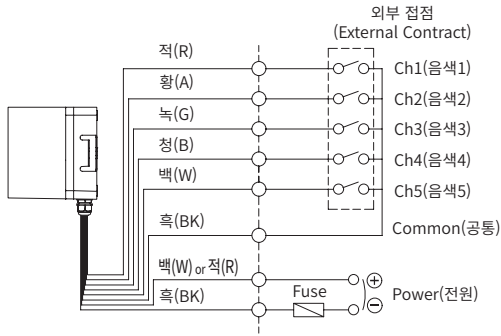 외부 접점
(External Contract)
적(R)
Ch1(음색1)
황(A)
Ch2(음색2)
녹(G)
Ch3(음색3)
청(B)
Ch4(음색4)
백(W)
Ch5(음색5)
흑(BK)
Common(공통)
백(W) or 적(R)
흑(BK)
Fuse
+
−
Power(전원)